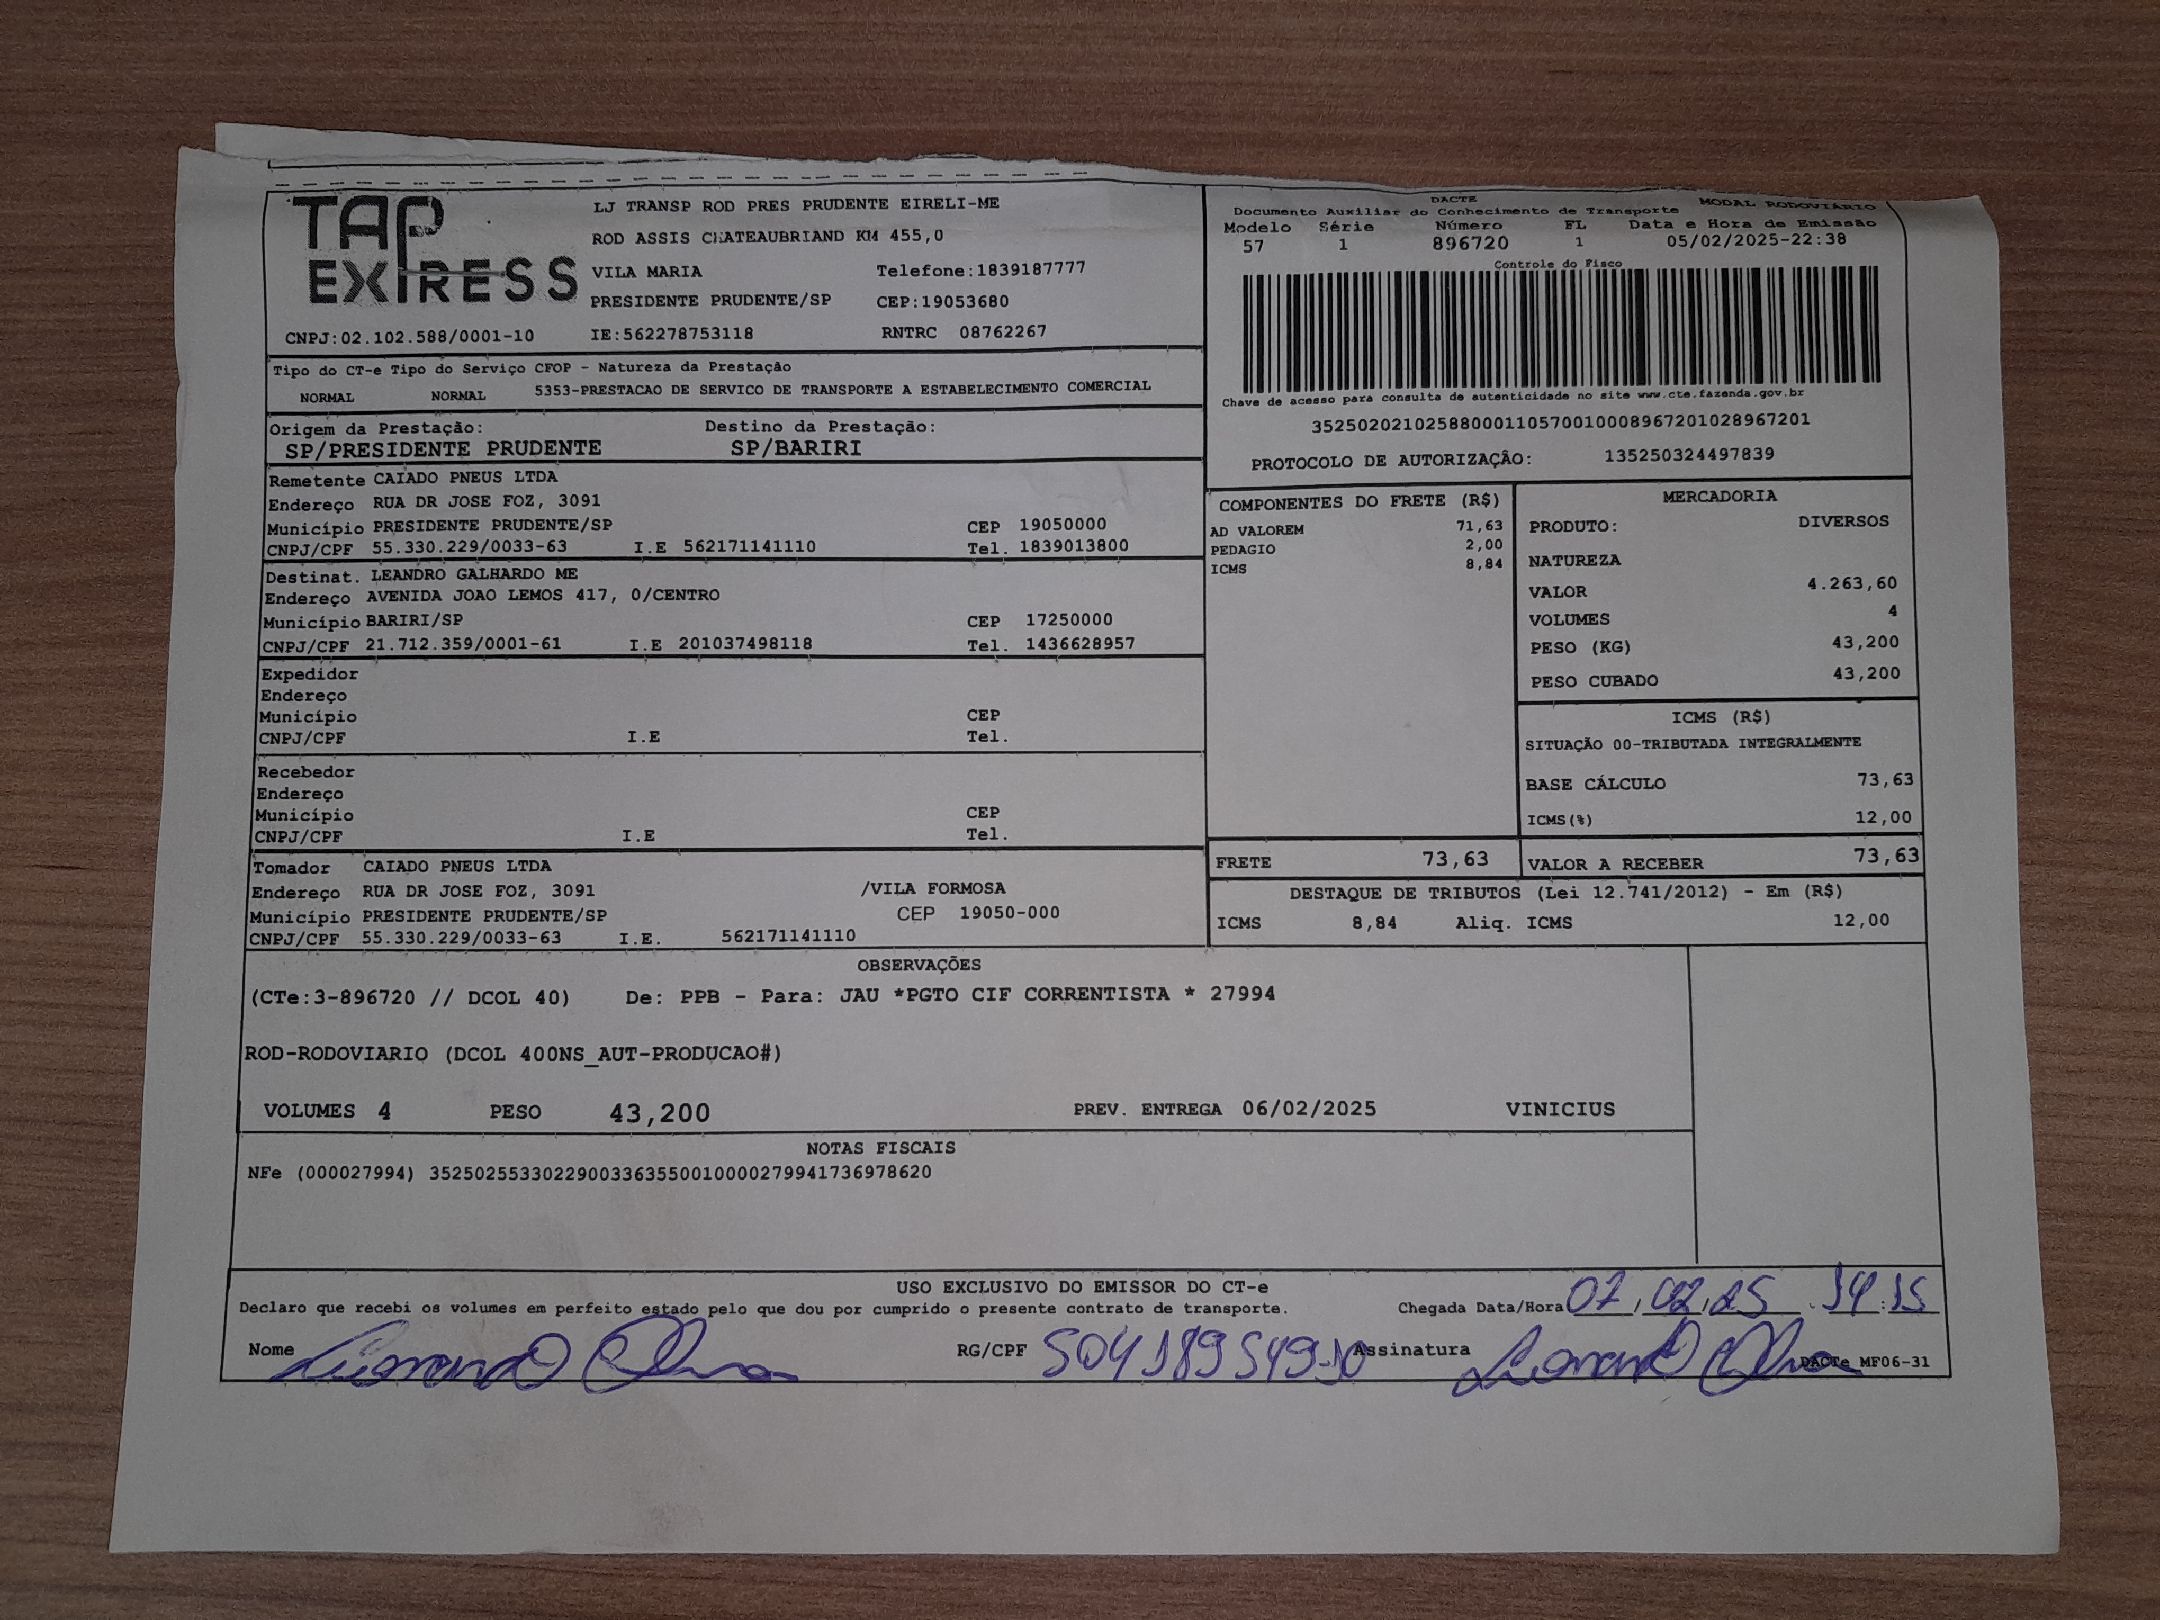 TAP
EXPRESS
LJ TRANSP ROD PRES PRUDENTE EIRELI-ME
ROD ASSIS CHATEAUBRIAND KM 455,0
VILA MARIA Telefone:1839187777
PRESIDENTE PRUDENTE/SP CEP:19053680
CNPJ:02.102.588/0001-10 IE:562278753118 RNTRC 08762267
DACTE
Documento Auxiliar do Conhecimento de Transporte MODAL RODOVIÁRIO
Modelo Série Número FL Data e Hora de Emissão
57 1 896720 1 05/02/2025-22:38
Controle do Fisco
Chave de acesso para consulta de autenticidade no site www.cte.fazenda.gov.br
35250202102588000110570010008967201028967201
PROTOCOLO DE AUTORIZAÇÃO: 135250324497839
Tipo do CT-e Tipo do Serviço CFOP - Natureza da Prestação
NORMAL NORMAL 5353-PRESTACAO DE SERVICO DE TRANSPORTE A ESTABELECIMENTO COMERCIAL
Origem da Prestação: Destino da Prestação:
SP/PRESIDENTE PRUDENTE SP/BARIRI
Remetente CAIADO PNEUS LTDA
Endereço RUA DR JOSE FOZ, 3091
Município PRESIDENTE PRUDENTE/SP CEP 19050000
CNPJ/CPF 55.330.229/0033-63 I.E 562171141110 Tel. 1839013800
Destinat. LEANDRO GALHARDO ME
Endereço AVENIDA JOAO LEMOS 417, 0/CENTRO
Município BARIRI/SP CEP 17250000
CNPJ/CPF 21.712.359/0001-61 I.E 201037498118 Tel. 1436628957
Expedidor
Endereço
Município CEP
CNPJ/CPF I.E Tel.
Recebedor
Endereço
Município CEP
CNPJ/CPF I.E Tel.
Tomador CAIADO PNEUS LTDA
Endereço RUA DR JOSE FOZ, 3091 /VILA FORMOSA
Município PRESIDENTE PRUDENTE/SP CEP 19050-000
CNPJ/CPF 55.330.229/0033-63 I.E. 562171141110
COMPONENTES DO FRETE (R$)
AD VALOREM 71,63
PEDAGIO 2,00
ICMS 8,84
MERCADORIA
PRODUTO: DIVERSOS
NATUREZA
VALOR 4.263,60
VOLUMES 4
PESO (KG) 43,200
PESO CUBADO 43,200
ICMS (R$)
SITUAÇÃO 00-TRIBUTADA INTEGRALMENTE
BASE CÁLCULO 73,63
ICMS(%) 12,00
FRETE 73,63 VALOR A RECEBER 73,63
DESTAQUE DE TRIBUTOS (Lei 12.741/2012) - Em (R$)
ICMS 8,84 Aliq. ICMS 12,00
OBSERVAÇÕES
(CTe:3-896720 // DCOL 40) De: PPB - Para: JAU *PGTO CIF CORRENTISTA * 27994
ROD-RODOVIARIO (DCOL 400NS_AUT-PRODUCAO#)
VOLUMES 4 PESO 43,200 PREV. ENTREGA 06/02/2025 VINICIUS
NOTAS FISCAIS
NFe (000027994) 35250255330229003363550010000279941736978620
USO EXCLUSIVO DO EMISSOR DO CT-e
Declaro que recebi os volumes em perfeito estado pelo que dou por cumprido o presente contrato de transporte. Chegada Data/Hora 07,02,25 14:15
Nome RG/CPF Assinatura
DACTe MF06-31